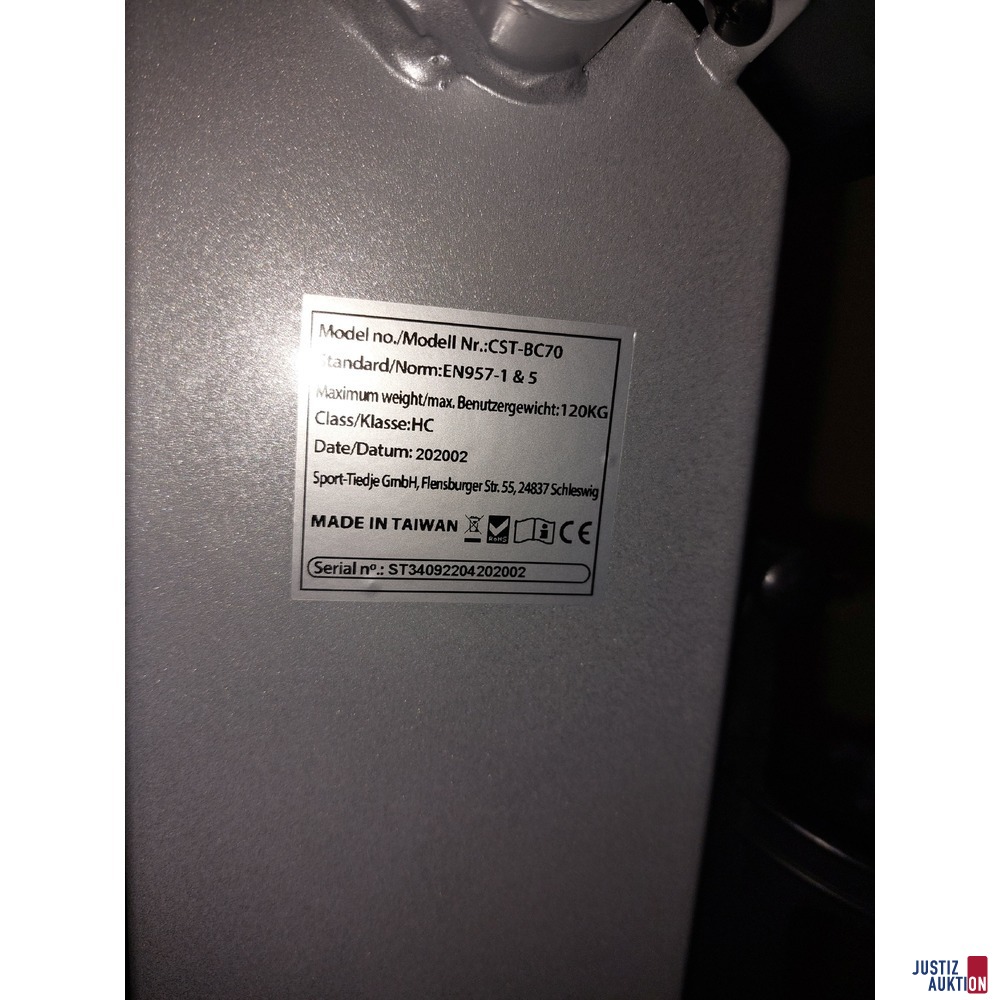 Model no./Modell Nr.:CST-BC70
Standard/Norm:EN957-1 & 5
Maximum weight/max. Benutzergewicht:120KG
Class/Klasse:HC
Date/Datum: 202002
Sport-Tiedje GmbH, Flensburger Str. 55, 24837 Schleswig
MADE IN TAIWAN RoHS CE
Serial nº.: ST34092204202002
JUSTIZ
AUKTION